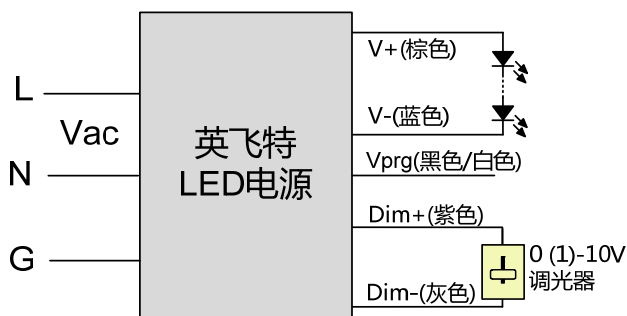 L
Vac
N
G
英飞特
LED电源
V+(棕色)
V-(蓝色)
Vprg(黑色/白色)
Dim+(紫色)
0 (1)-10V
调光器
Dim-(灰色)